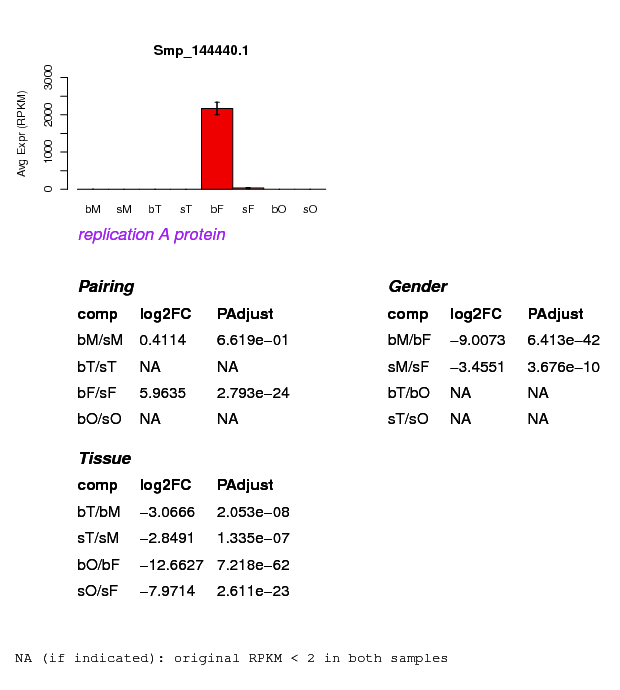 Smp_144440.1
Avg Expr (RPKM)
3000
2000
1000
0
bM sM bT sT bF sF bO sO
replication A protein
Pairing
comp log2FC PAdjust
bM/sM 0.4114 6.619e−01
bT/sT NA NA
bF/sF 5.9635 2.793e−24
bO/sO NA NA
Gender
comp log2FC PAdjust
bM/bF −9.0073 6.413e−42
sM/sF −3.4551 3.676e−10
bT/bO NA NA
sT/sO NA NA
Tissue
comp log2FC PAdjust
bT/bM −3.0666 2.053e−08
sT/sM −2.8491 1.335e−07
bO/bF −12.6627 7.218e−62
sO/sF −7.9714 2.611e−23
NA (if indicated): original RPKM < 2 in both samples